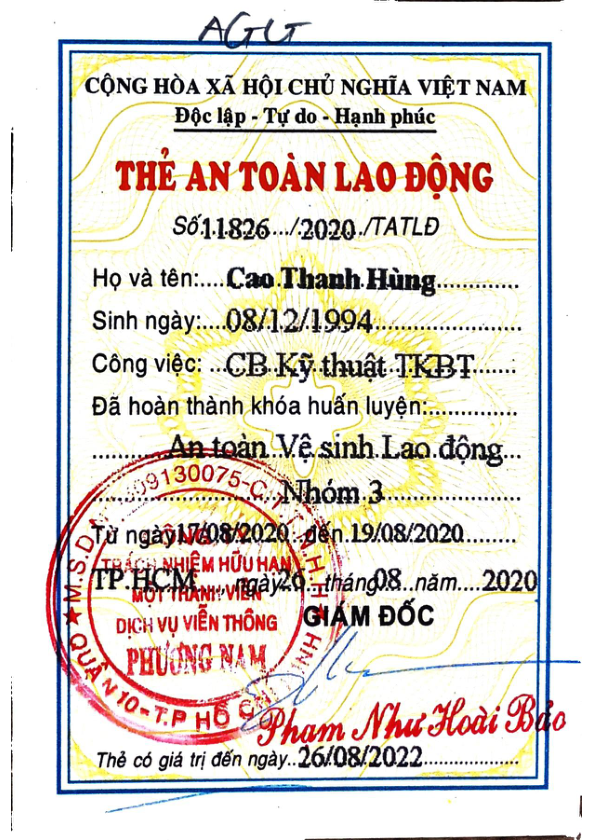 AGG
CỘNG HÒA XÃ HỘI CHỦ NGHĨA VIỆT NAM
Độc lập - Tự do - Hạnh phúc
THẺ AN TOÀN LAO ĐỘNG
Số 11826.../.2020./TATLĐ
Họ và tên:....Cao Thanh Hùng.............
Sinh ngày:....08/12/1994.......................
Công việc: ...CB Kỹ thuật TKBT......
Đã hoàn thành khóa huấn luyện:..............
............An toàn Vệ sinh Lao động...
Nhóm 3
Từ ngày 17/08/2020 đến 19/08/2020.........
TP.HCM....ngày 26...tháng 08...năm....2020
GIÁM ĐỐC
M.S.D.N: 309130075-C.T.T.N.H.H
TRÁCH NHIỆM HỮU HẠN
MỘT THÀNH VIÊN
DỊCH VỤ VIỄN THÔNG
PHƯƠNG NAM
QUẬN 10 - T.P HỒ CHÍ MINH
Phạm Như Hoài Bảo
Thẻ có giá trị đến ngày..26/08/2022....................